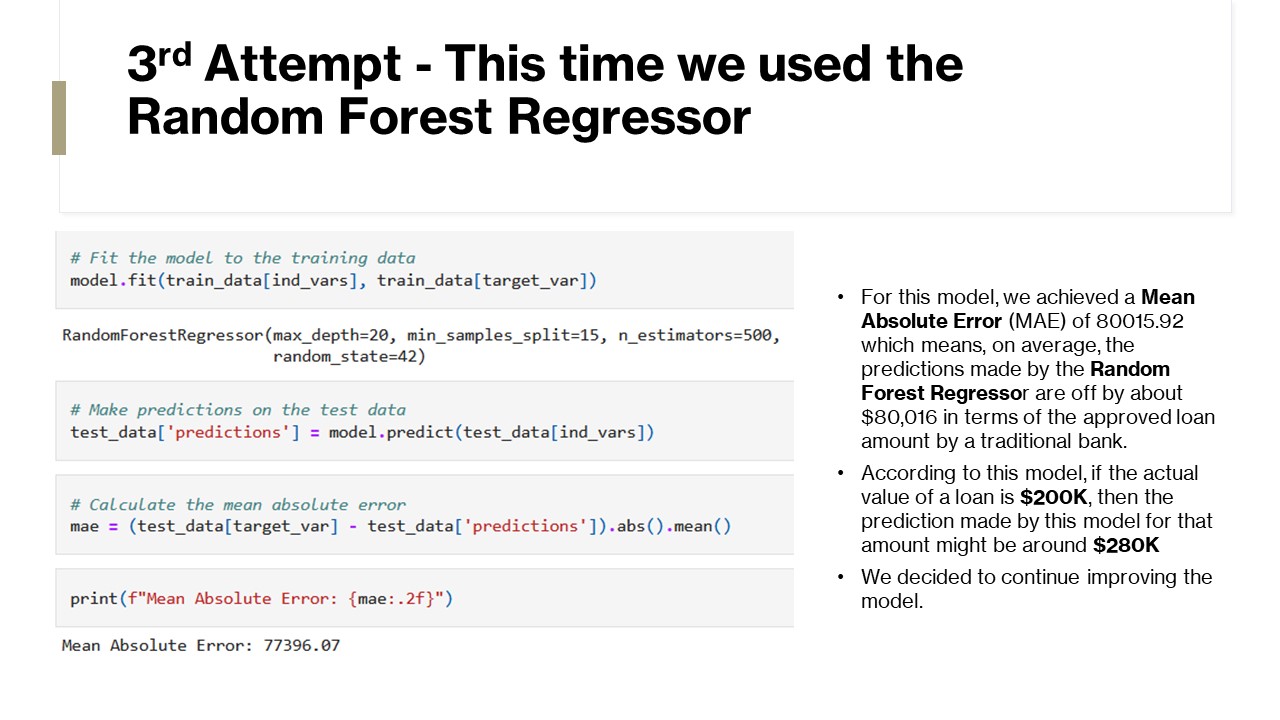 3rd Attempt - This time we used the
Random Forest Regressor
# Fit the model to the training data
model.fit(train_data[ind_vars], train_data[target_var])
RandomForestRegressor(max_depth=20, min_samples_split=15, n_estimators=500,
random_state=42)
# Make predictions on the test data
test_data['predictions'] = model.predict(test_data[ind_vars])
# Calculate the mean absolute error
mae = (test_data[target_var] - test_data['predictions']).abs().mean()
print(f"Mean Absolute Error: {mae:.2f}")
Mean Absolute Error: 77396.07
• For this model, we achieved a Mean
Absolute Error (MAE) of 80015.92
which means, on average, the
predictions made by the Random
Forest Regressor are off by about
$80,016 in terms of the approved loan
amount by a traditional bank.
• According to this model, if the actual
value of a loan is $200K, then the
prediction made by this model for that
amount might be around $280K
• We decided to continue improving the
model.